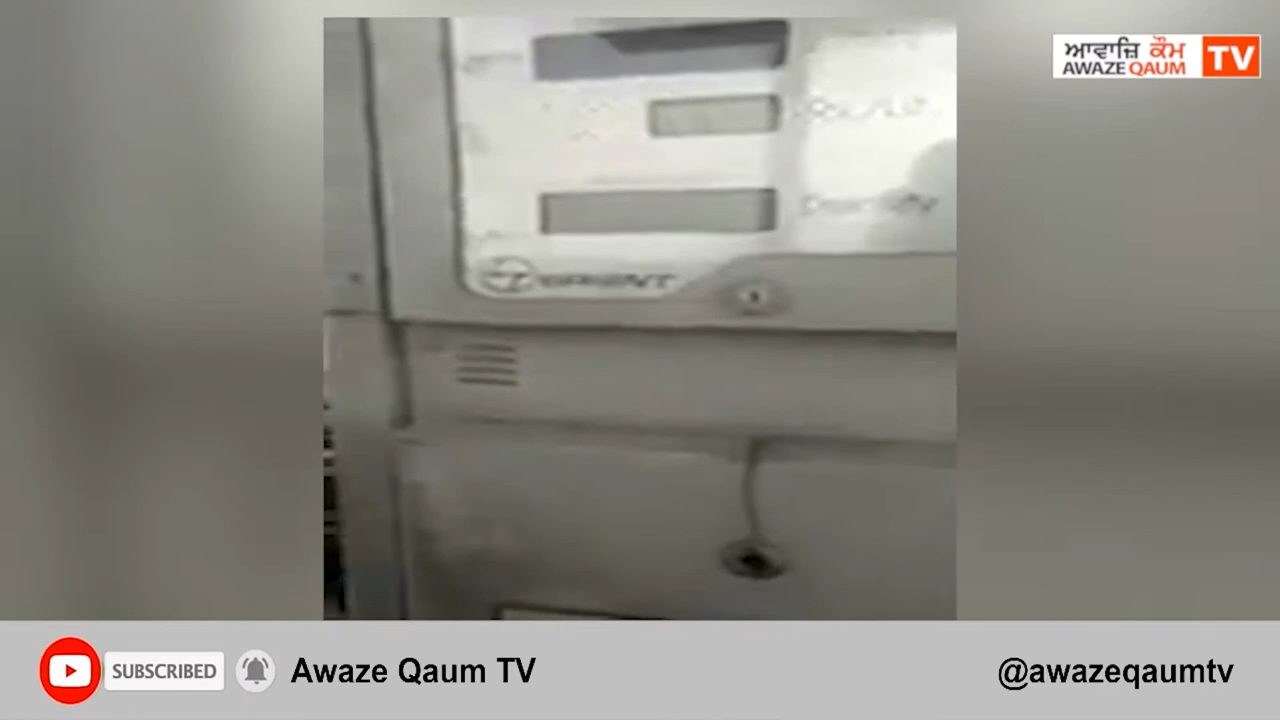 ਆਵਾਜ਼ਿ ਕੌਮ
AWAZE QAUM
TV
SUBSCRIBED
Awaze Qaum TV
@awazeqaumtv